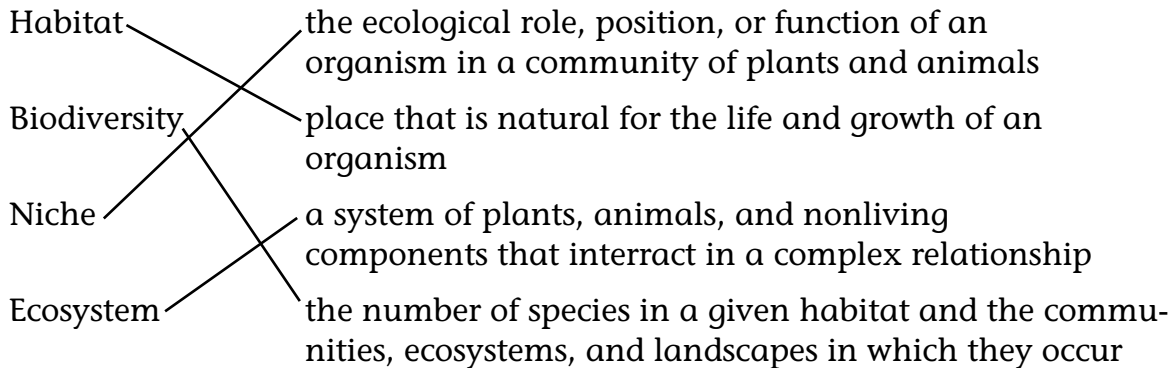 Habitat the ecological role, position, or function of an
organism in a community of plants and animals
Biodiversity place that is natural for the life and growth of an
organism
Niche a system of plants, animals, and nonliving
components that interract in a complex relationship
Ecosystem the number of species in a given habitat and the commu-
nities, ecosystems, and landscapes in which they occur